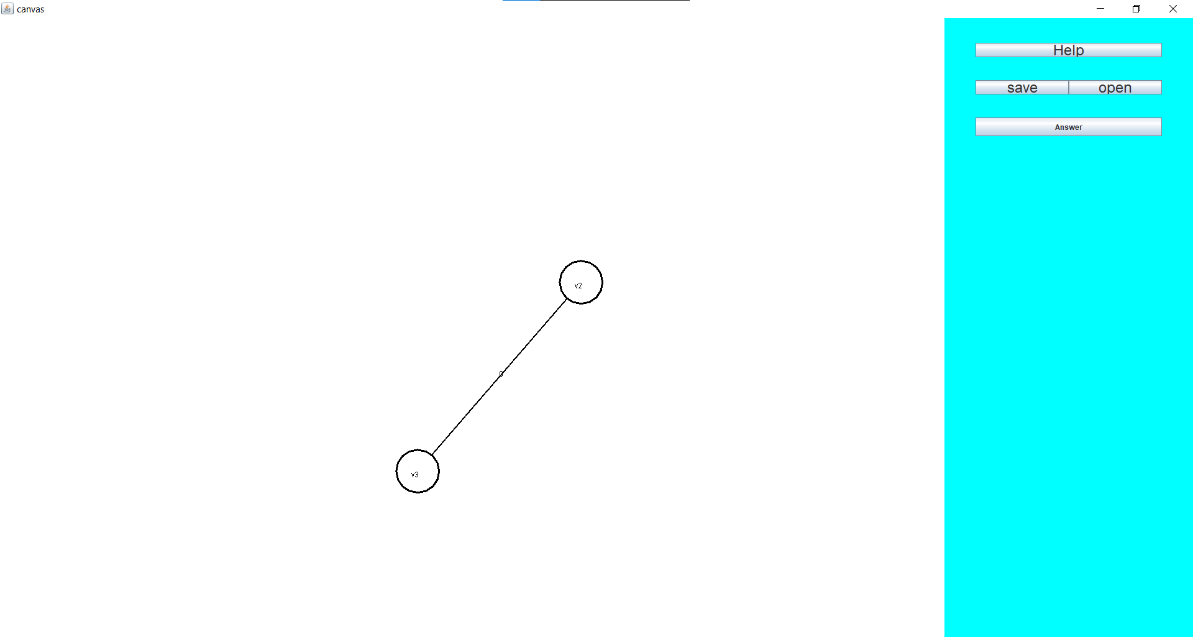 canvas
Help
save open
Answer
v2
v3